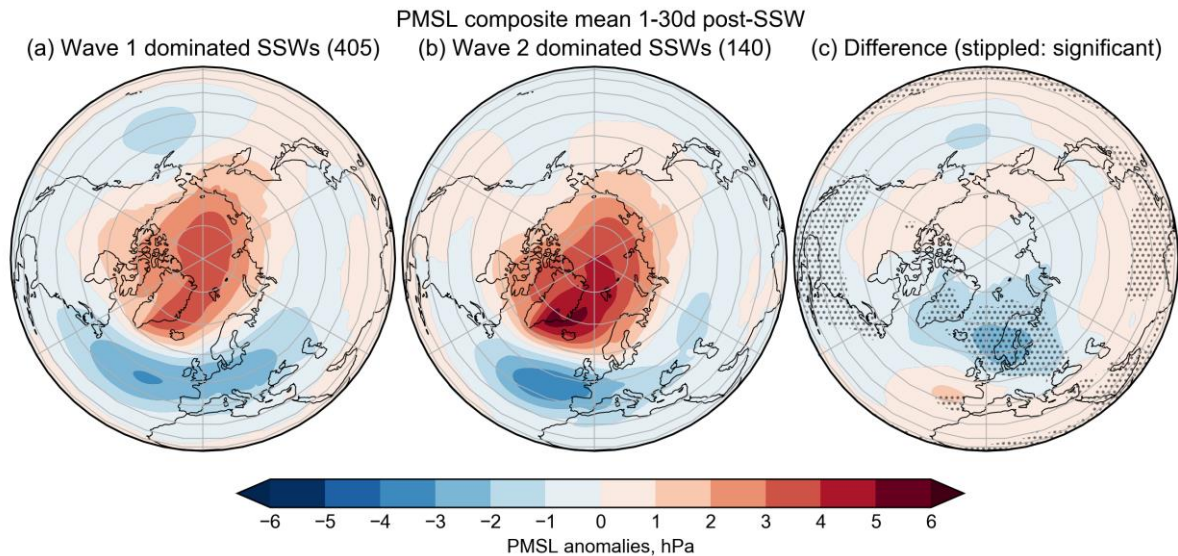 PMSL composite mean 1-30d post-SSW
(a) Wave 1 dominated SSWs (405)
(b) Wave 2 dominated SSWs (140)
(c) Difference (stippled: significant)
−6 −5 −4 −3 −2 −1 0 1 2 3 4 5 6
PMSL anomalies, hPa